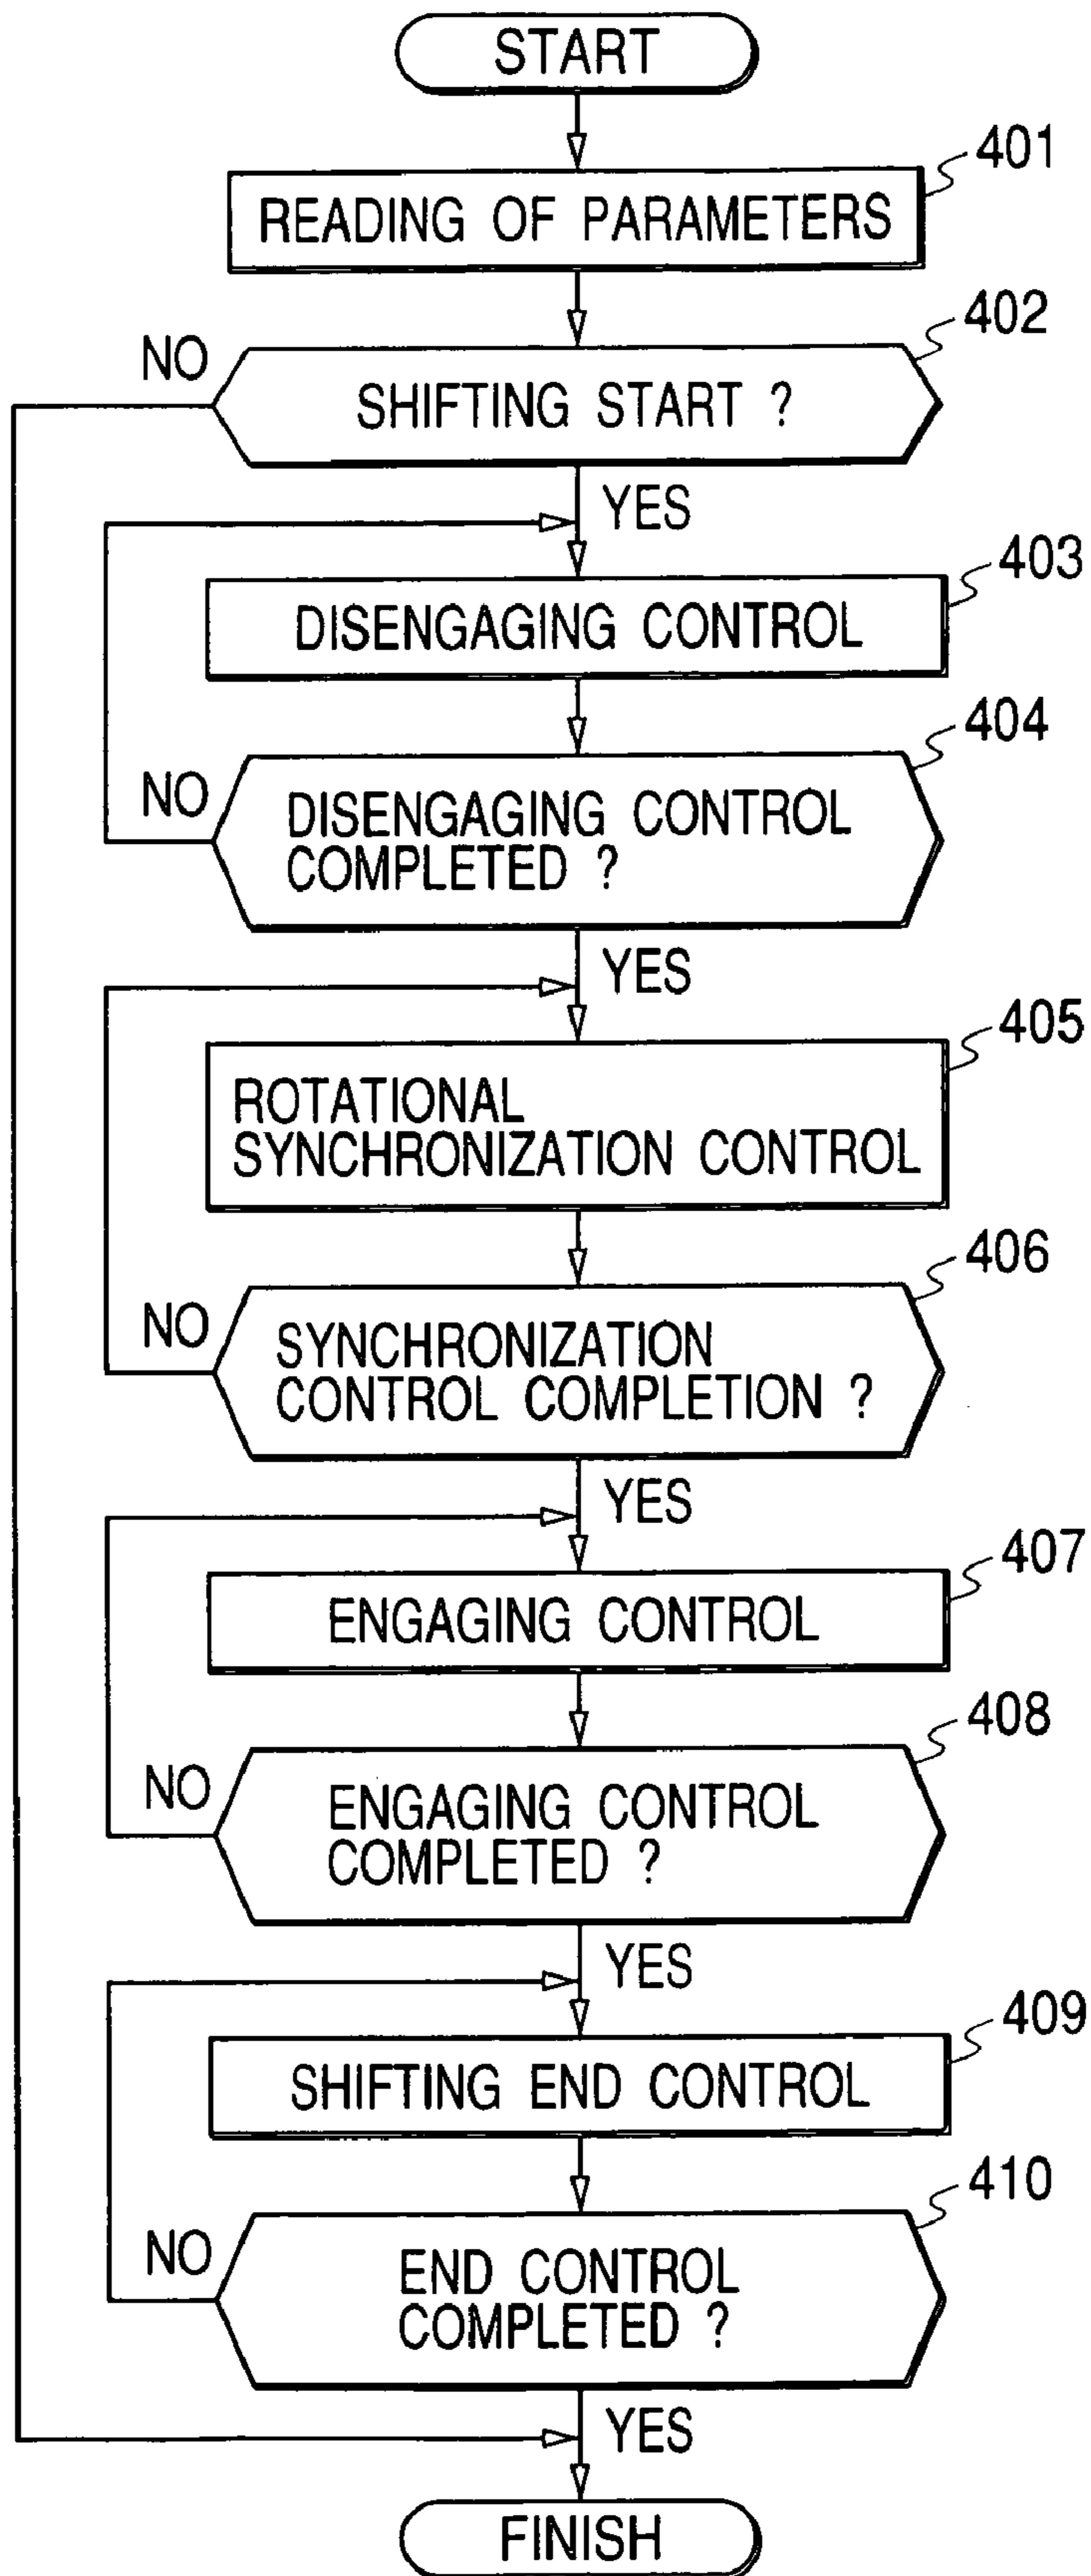 START
401
READING OF PARAMETERS
402
NO
SHIFTING START ?
YES
403
DISENGAGING CONTROL
404
NO
DISENGAGING CONTROL
COMPLETED ?
YES
405
ROTATIONAL
SYNCHRONIZATION CONTROL
406
NO
SYNCHRONIZATION
CONTROL COMPLETION ?
YES
407
ENGAGING CONTROL
408
NO
ENGAGING CONTROL
COMPLETED ?
YES
409
SHIFTING END CONTROL
410
NO
END CONTROL
COMPLETED ?
YES
FINISH